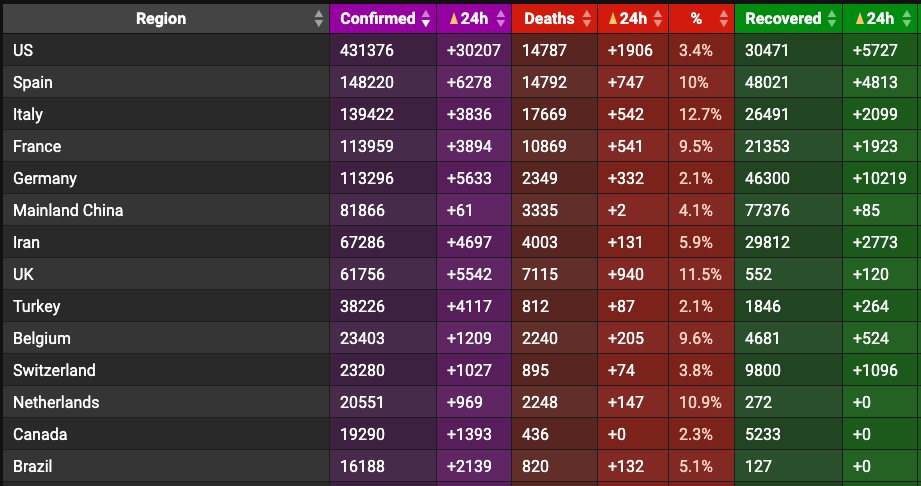 Region Confirmed ▲24h Deaths ▲24h % Recovered ▲24h
US 431376 +30207 14787 +1906 3.4% 30471 +5727
Spain 148220 +6278 14792 +747 10% 48021 +4813
Italy 139422 +3836 17669 +542 12.7% 26491 +2099
France 113959 +3894 10869 +541 9.5% 21353 +1923
Germany 113296 +5633 2349 +332 2.1% 46300 +10219
Mainland China 81866 +61 3335 +2 4.1% 77376 +85
Iran 67286 +4697 4003 +131 5.9% 29812 +2773
UK 61756 +5542 7115 +940 11.5% 552 +120
Turkey 38226 +4117 812 +87 2.1% 1846 +264
Belgium 23403 +1209 2240 +205 9.6% 4681 +524
Switzerland 23280 +1027 895 +74 3.8% 9800 +1096
Netherlands 20551 +969 2248 +147 10.9% 272 +0
Canada 19290 +1393 436 +0 2.3% 5233 +0
Brazil 16188 +2139 820 +132 5.1% 127 +0